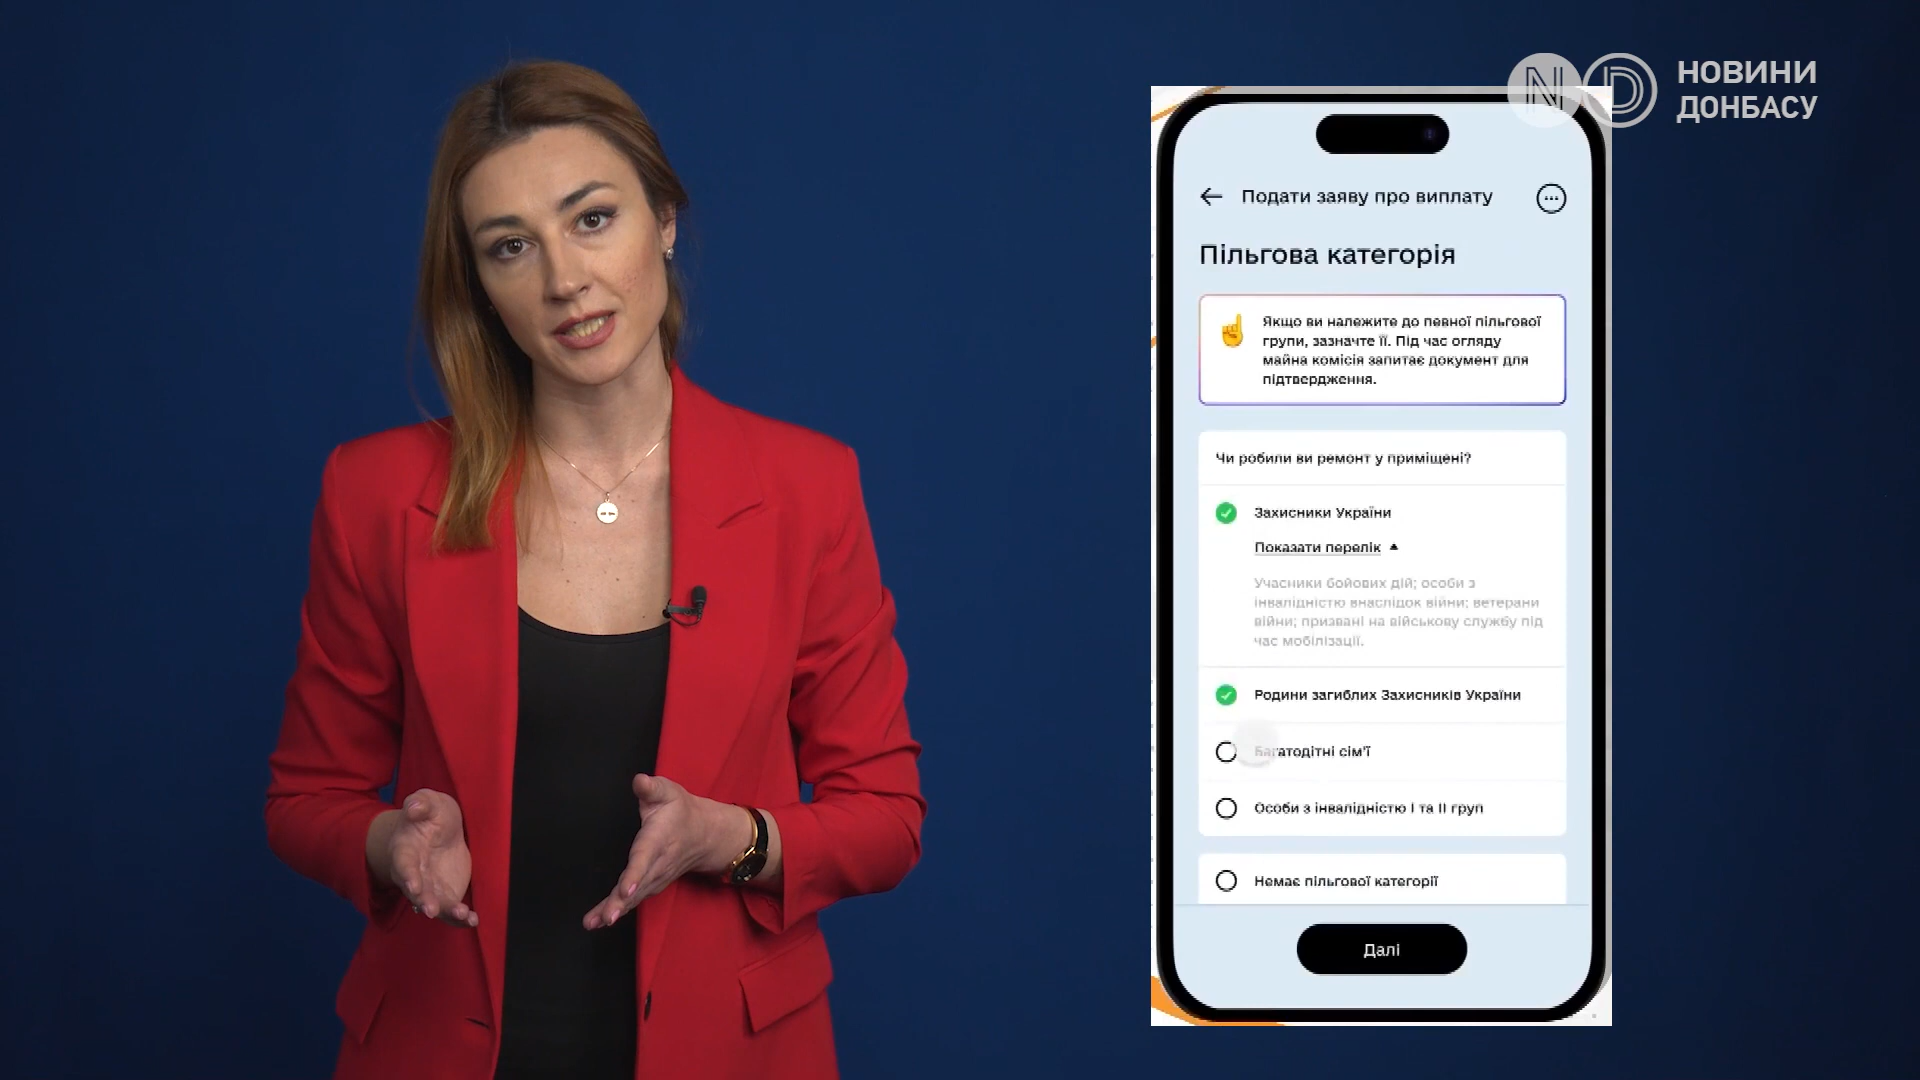 НОВИНИ
ДОНБАСУ
Подати заяву про виплату
Пільгова категорія
Якщо ви належите до певної пільгової
групи, зазначте її. Під час огляду
майна комісія запитає документ для
підтвердження.
Чи робили ви ремонт у приміщені?
Захисники України
Показати перелік
Учасники бойових дій; особи з
інвалідністю внаслідок війни; ветерани
війни; призвані на військову службу під
час мобілізації.
Родини загиблих Захисників України
Багатодітні сім'ї
Особи з інвалідністю І та ІІ груп
Немає пільгової категорії
Далі